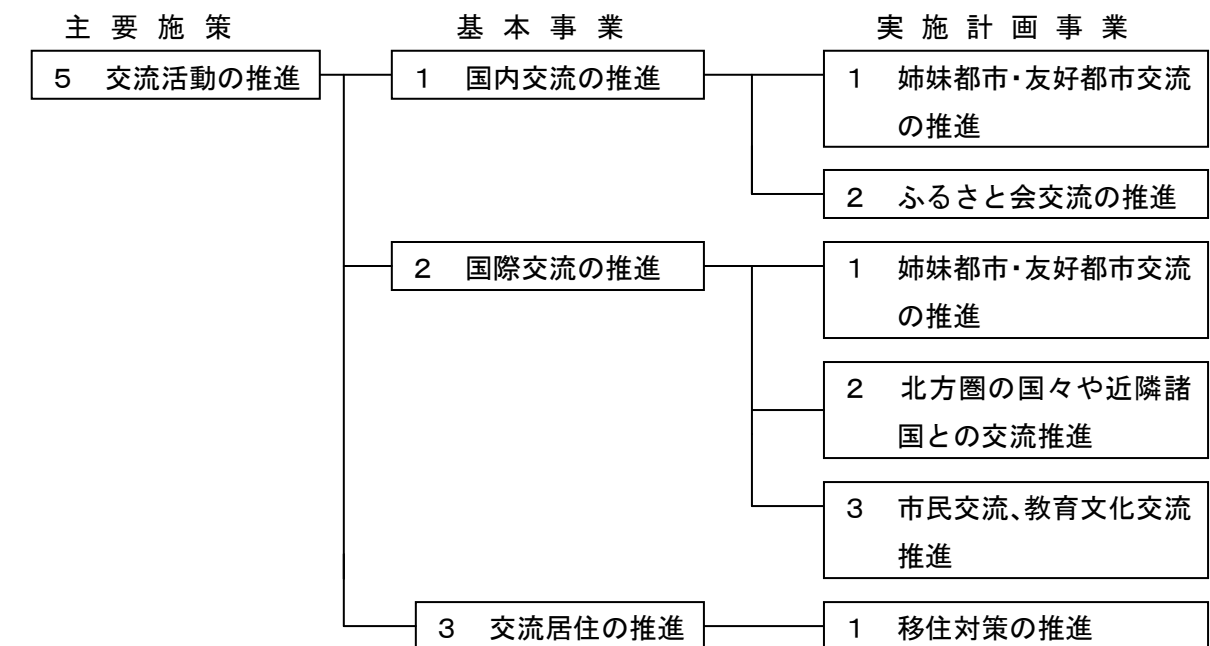 主要施策 基本事業 実施計画事業
5 交流活動の推進 1 国内交流の推進 1 姉妹都市・友好都市交流
の推進
2 ふるさと会交流の推進
2 国際交流の推進 1 姉妹都市・友好都市交流
の推進
2 北方圏の国々や近隣諸
国との交流推進
3 市民交流、教育文化交流
推進
3 交流居住の推進 1 移住対策の推進